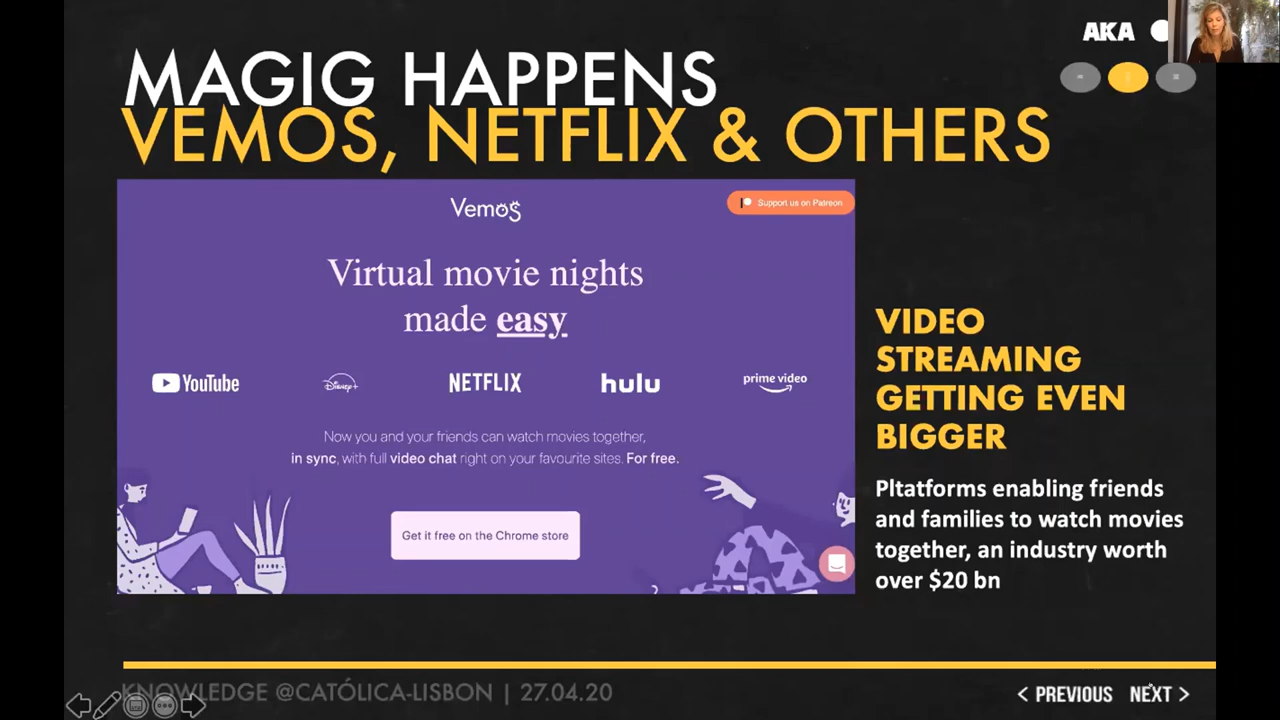 AKA
MAGIG HAPPENS
VEMOS, NETFLIX & OTHERS
Vemos
Support us on Patreon
Virtual movie nights
made easy
YouTube
Disney+
NETFLIX
hulu
prime video
Now you and your friends can watch movies together,
in sync, with full video chat right on your favourite sites. For free.
Get it free on the Chrome store
VIDEO
STREAMING
GETTING EVEN
BIGGER
Pltatforms enabling friends
and families to watch movies
together, an industry worth
over $20 bn
KNOWLEDGE @CATÓLICA-LISBON | 27.04.20
< PREVIOUS NEXT >